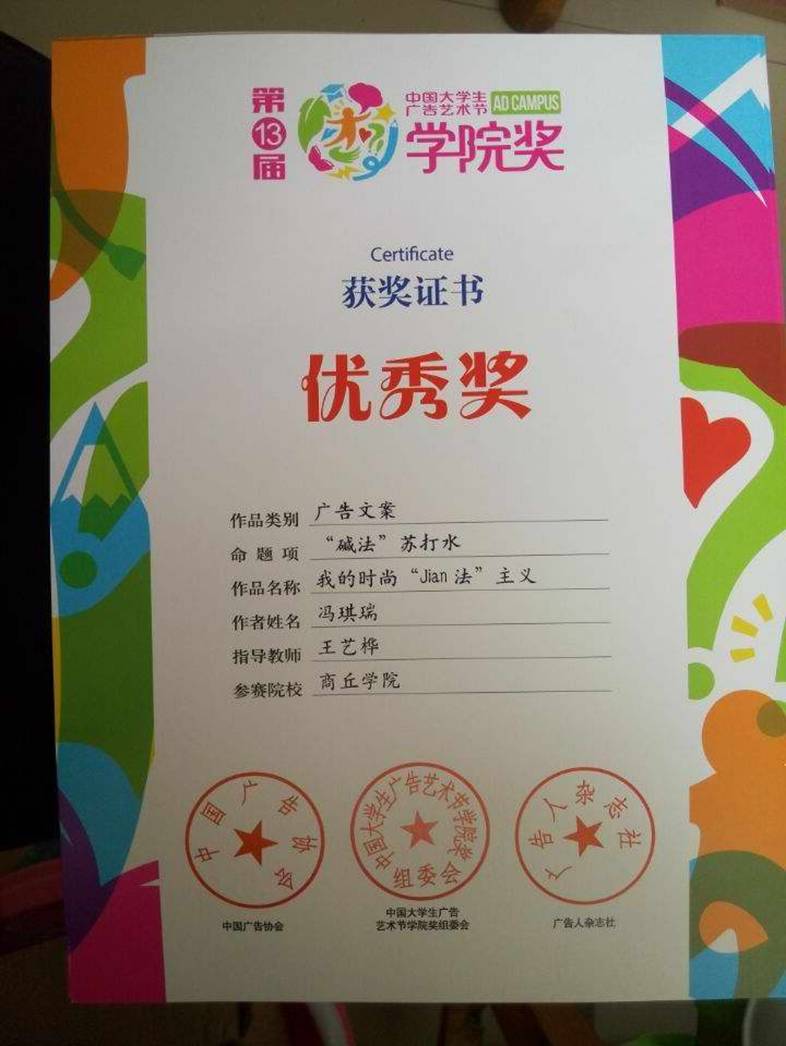 第13届
中国大学生
广告艺术节 AD CAMPUS
学院奖
Certificate
获奖证书
优秀奖
作品类别 广告文案
命题项 “碱法”苏打水
作品名称 我的时尚“Jian法”主义
作者姓名 冯琪瑞
指导教师 王艺桦
参赛院校 商丘学院
中国广告协会
中国大学生广告艺术节学院奖
组委会
广告人杂志社
中国广告协会
中国大学生广告
艺术节学院奖组委会
广告人杂志社